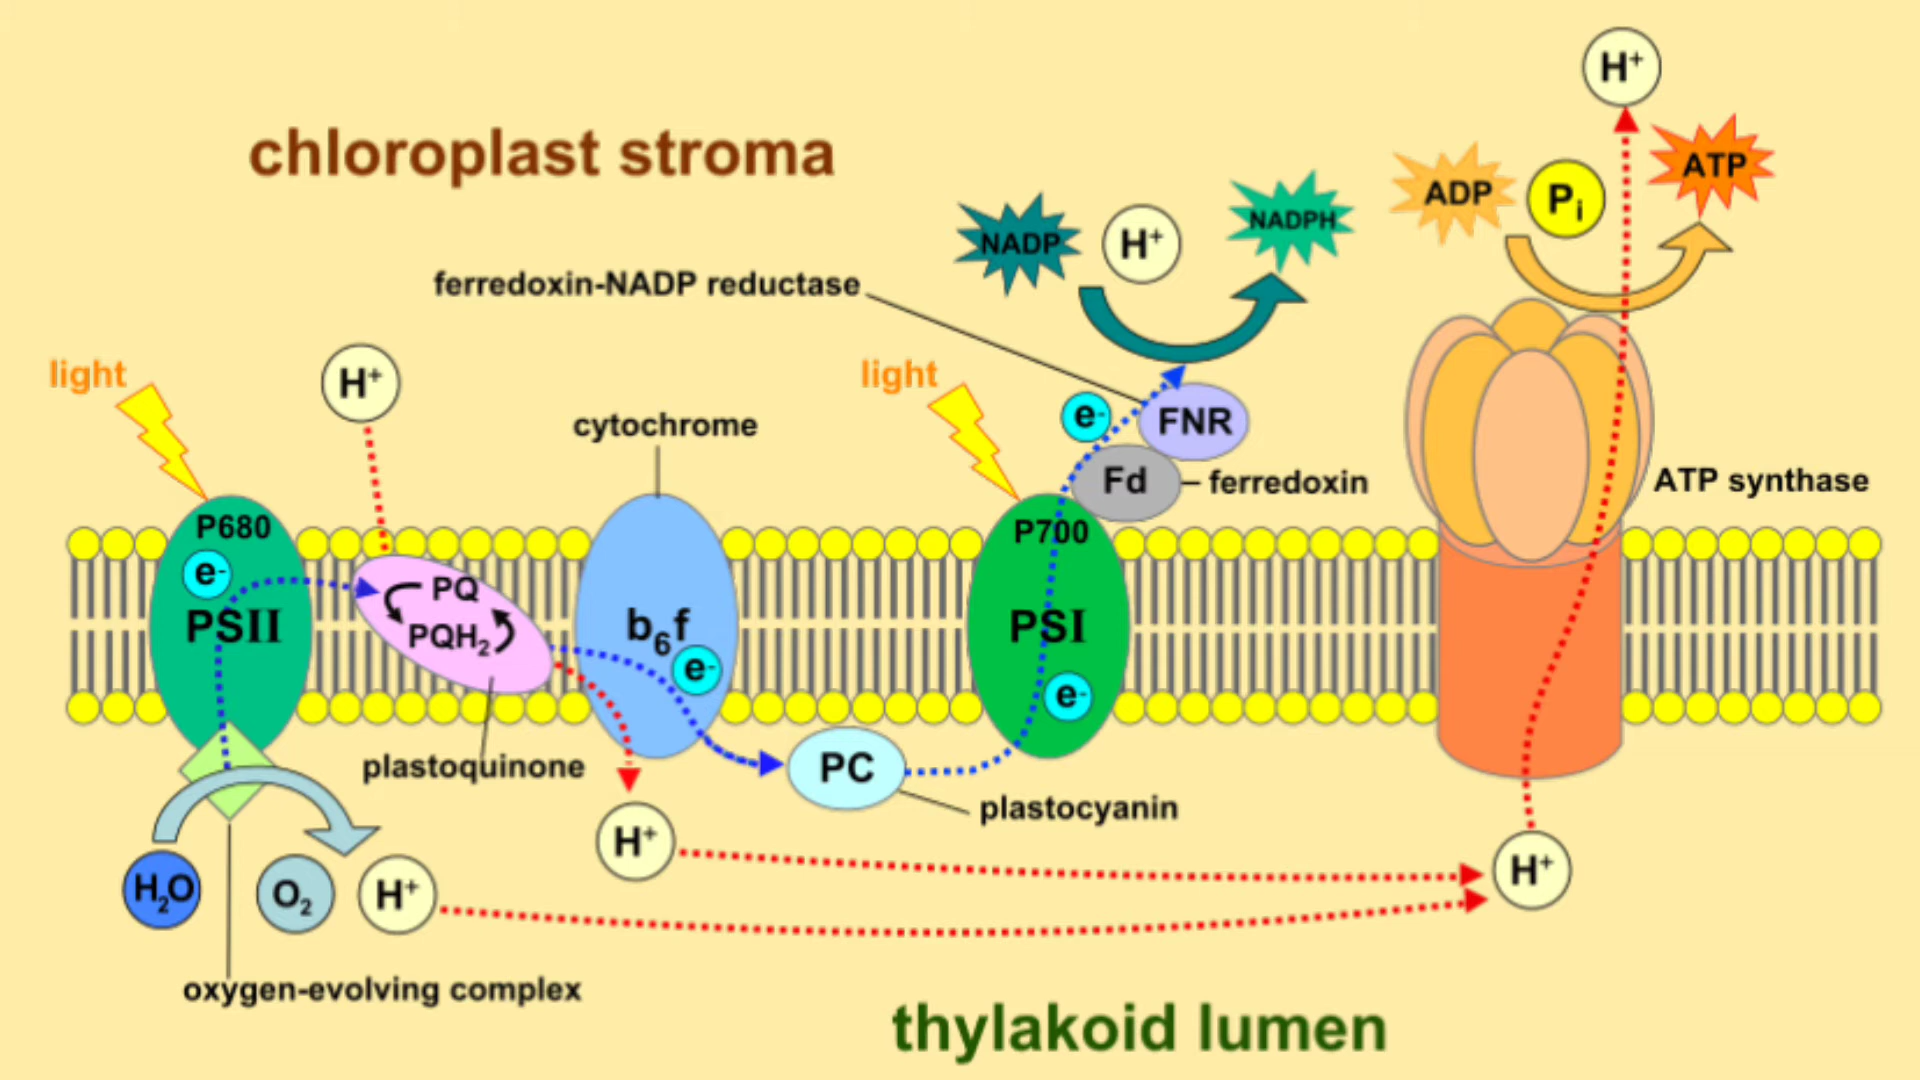 H⁺
chloroplast stroma
ADP
Pᵢ
ATP
NADP
H⁺
NADPH
ferredoxin-NADP reductase
light
H⁺
light
cytochrome
e⁻
FNR
Fd
ferredoxin
ATP synthase
P680
e⁻
PSII
PQ
PQH₂
b₆f
e⁻
P700
PSI
e⁻
plastoquinone
PC
plastocyanin
H⁺
H⁺
H₂O
O₂
H⁺
oxygen-evolving complex
thylakoid lumen